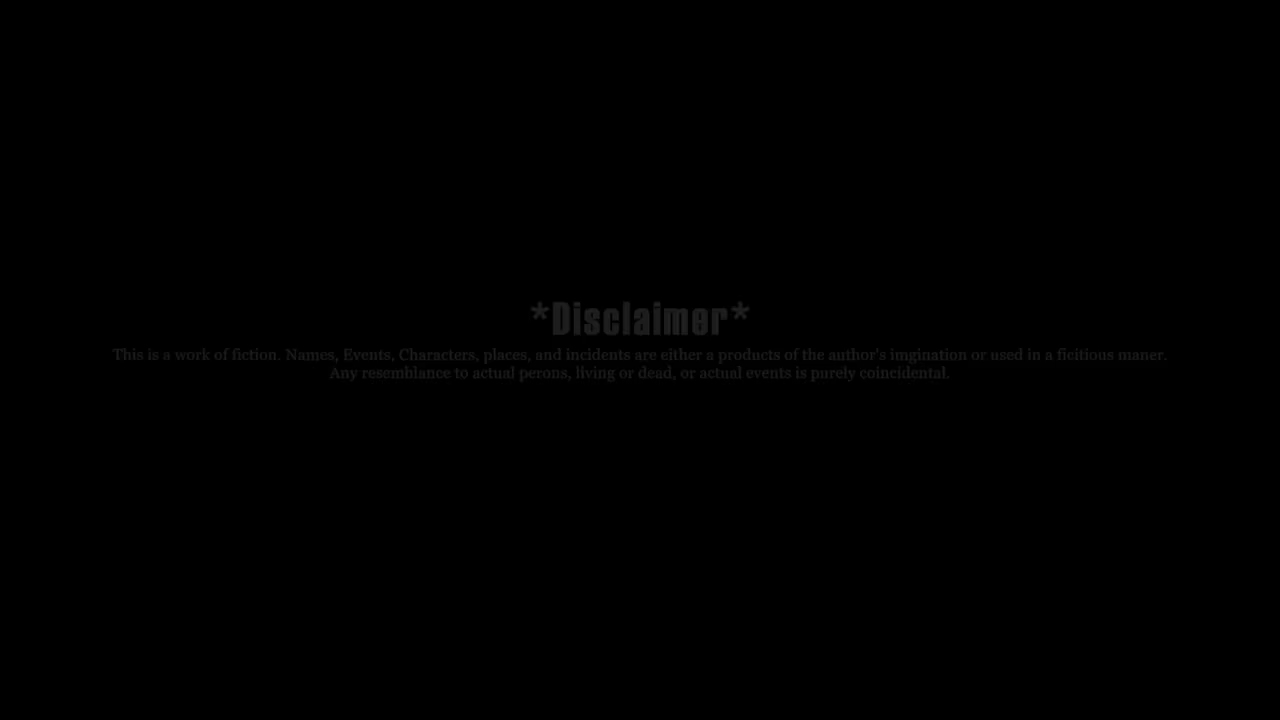 *Disclaimer*
This is a work of fiction. Names, Events, Characters, places, and incidents are either a products of the author's imgination or used in a ficitious maner.
Any resemblance to actual perons, living or dead, or actual events is purely coincidental.